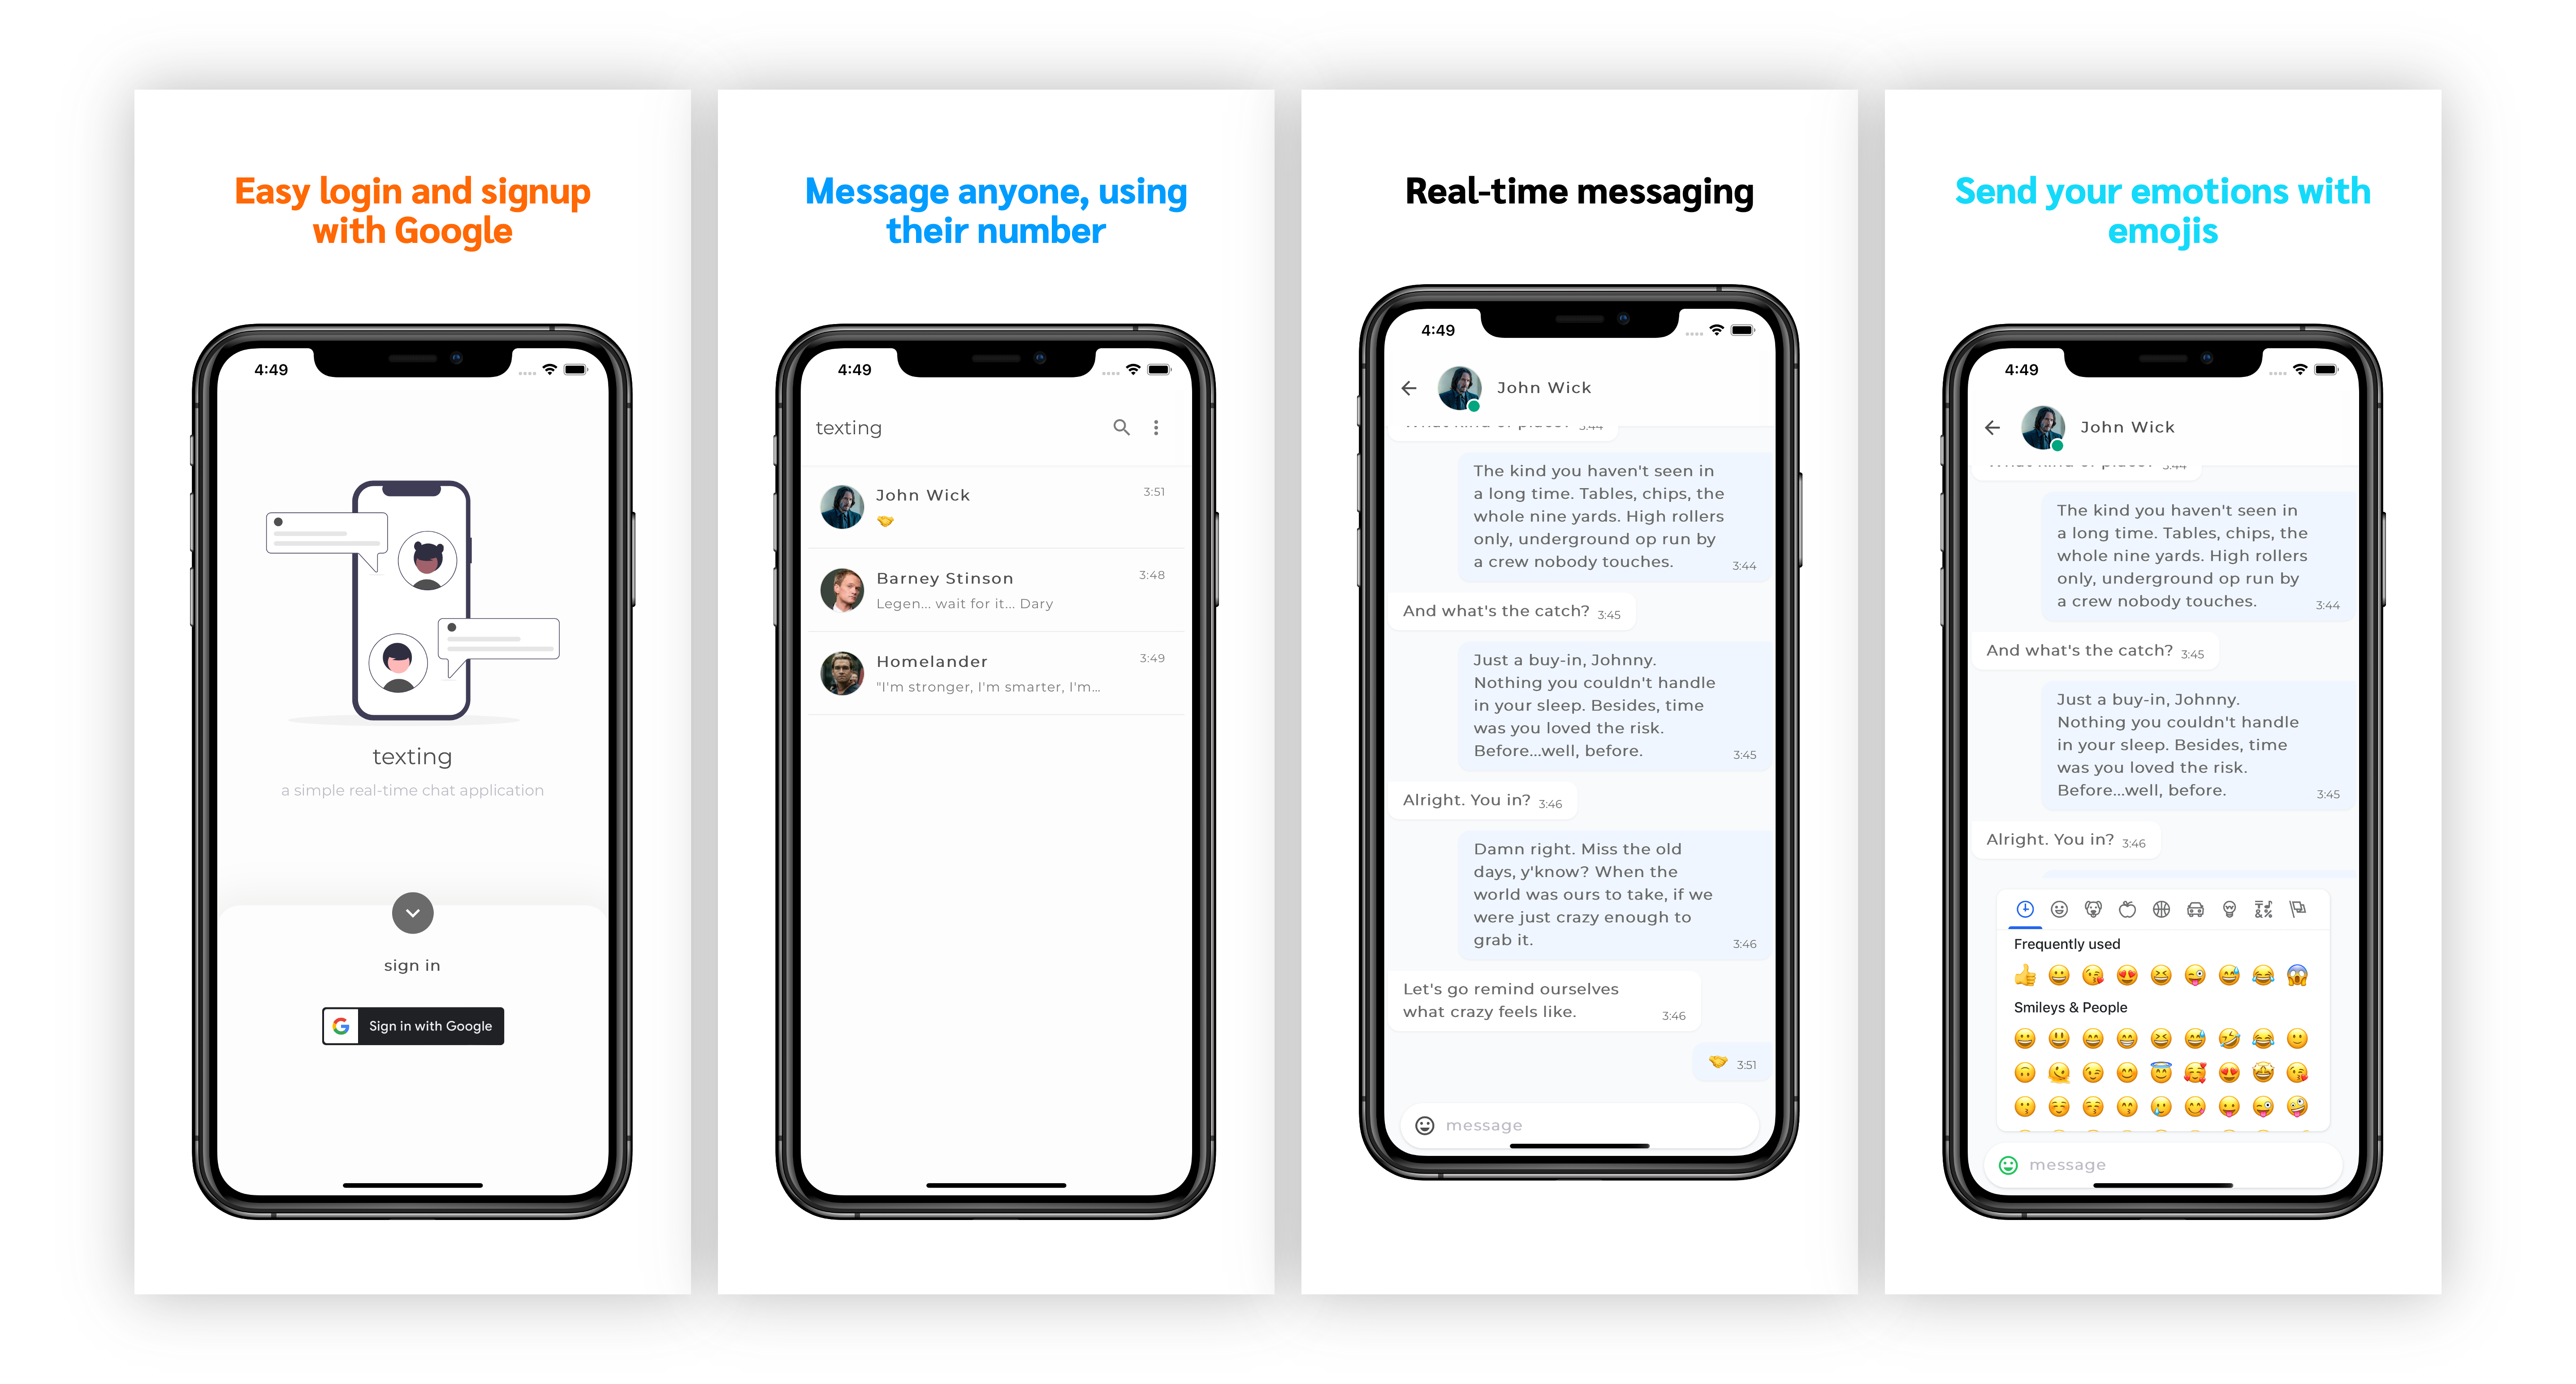 Easy login and signup
with Google
4:49
texting
a simple real-time chat application
sign in
Sign in with Google
Message anyone, using
their number
4:49
texting
John Wick
3:51
🤝
Barney Stinson
3:48
Legen... wait for it... Dary
Homelander
3:49
"I'm stronger, I'm smarter, I'm...
Real-time messaging
4:49
John Wick
What kind of place? 3:44
The kind you haven't seen in
a long time. Tables, chips, the
whole nine yards. High rollers
only, underground op run by
a crew nobody touches. 3:44
And what's the catch? 3:45
Just a buy-in, Johnny.
Nothing you couldn't handle
in your sleep. Besides, time
was you loved the risk.
Before...well, before. 3:45
Alright. You in? 3:46
Damn right. Miss the old
days, y'know? When the
world was ours to take, if we
were just crazy enough to
grab it. 3:46
Let's go remind ourselves
what crazy feels like. 3:46
🤝 3:51
message
Send your emotions with
emojis
4:49
John Wick
What kind of place? 3:44
The kind you haven't seen in
a long time. Tables, chips, the
whole nine yards. High rollers
only, underground op run by
a crew nobody touches. 3:44
And what's the catch? 3:45
Just a buy-in, Johnny.
Nothing you couldn't handle
in your sleep. Besides, time
was you loved the risk.
Before...well, before. 3:45
Alright. You in? 3:46
Frequently used
Smileys & People
message